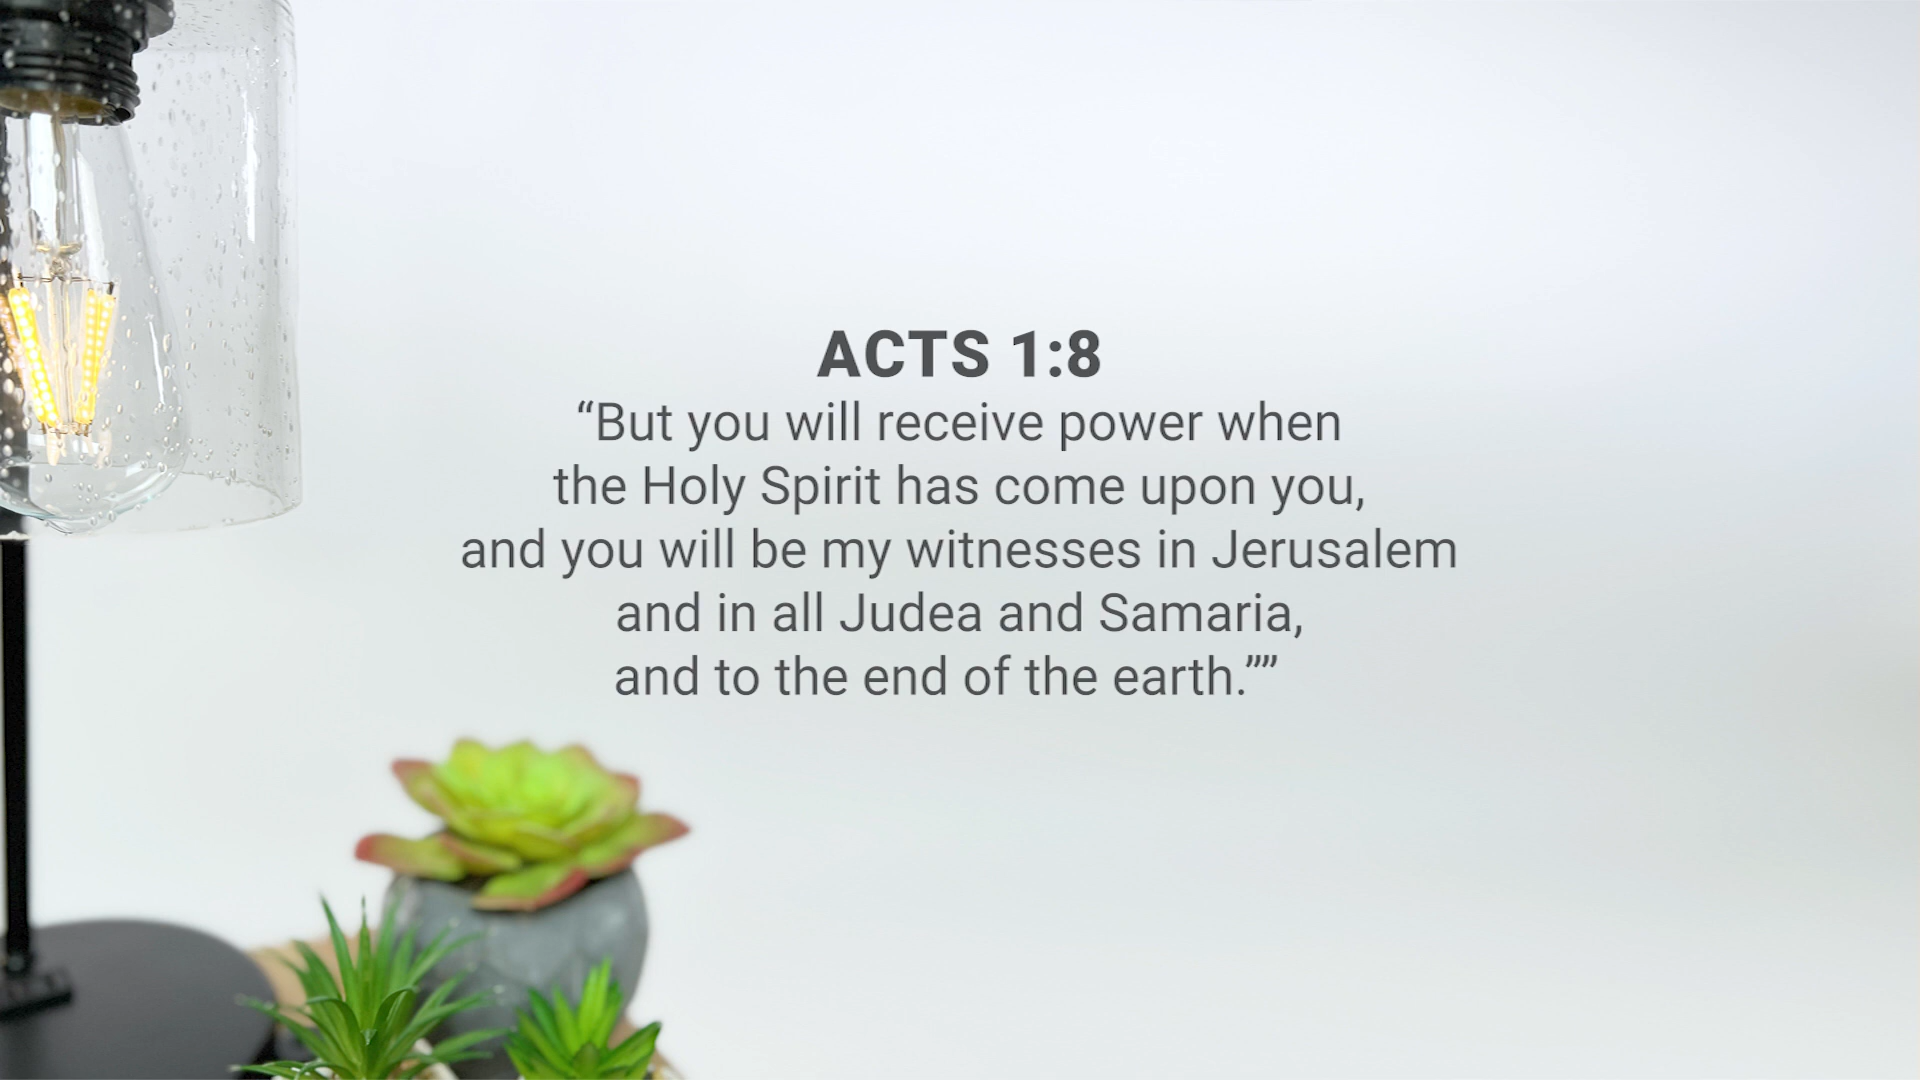 ACTS 1:8
“But you will receive power when
the Holy Spirit has come upon you,
and you will be my witnesses in Jerusalem
and in all Judea and Samaria,
and to the end of the earth.””